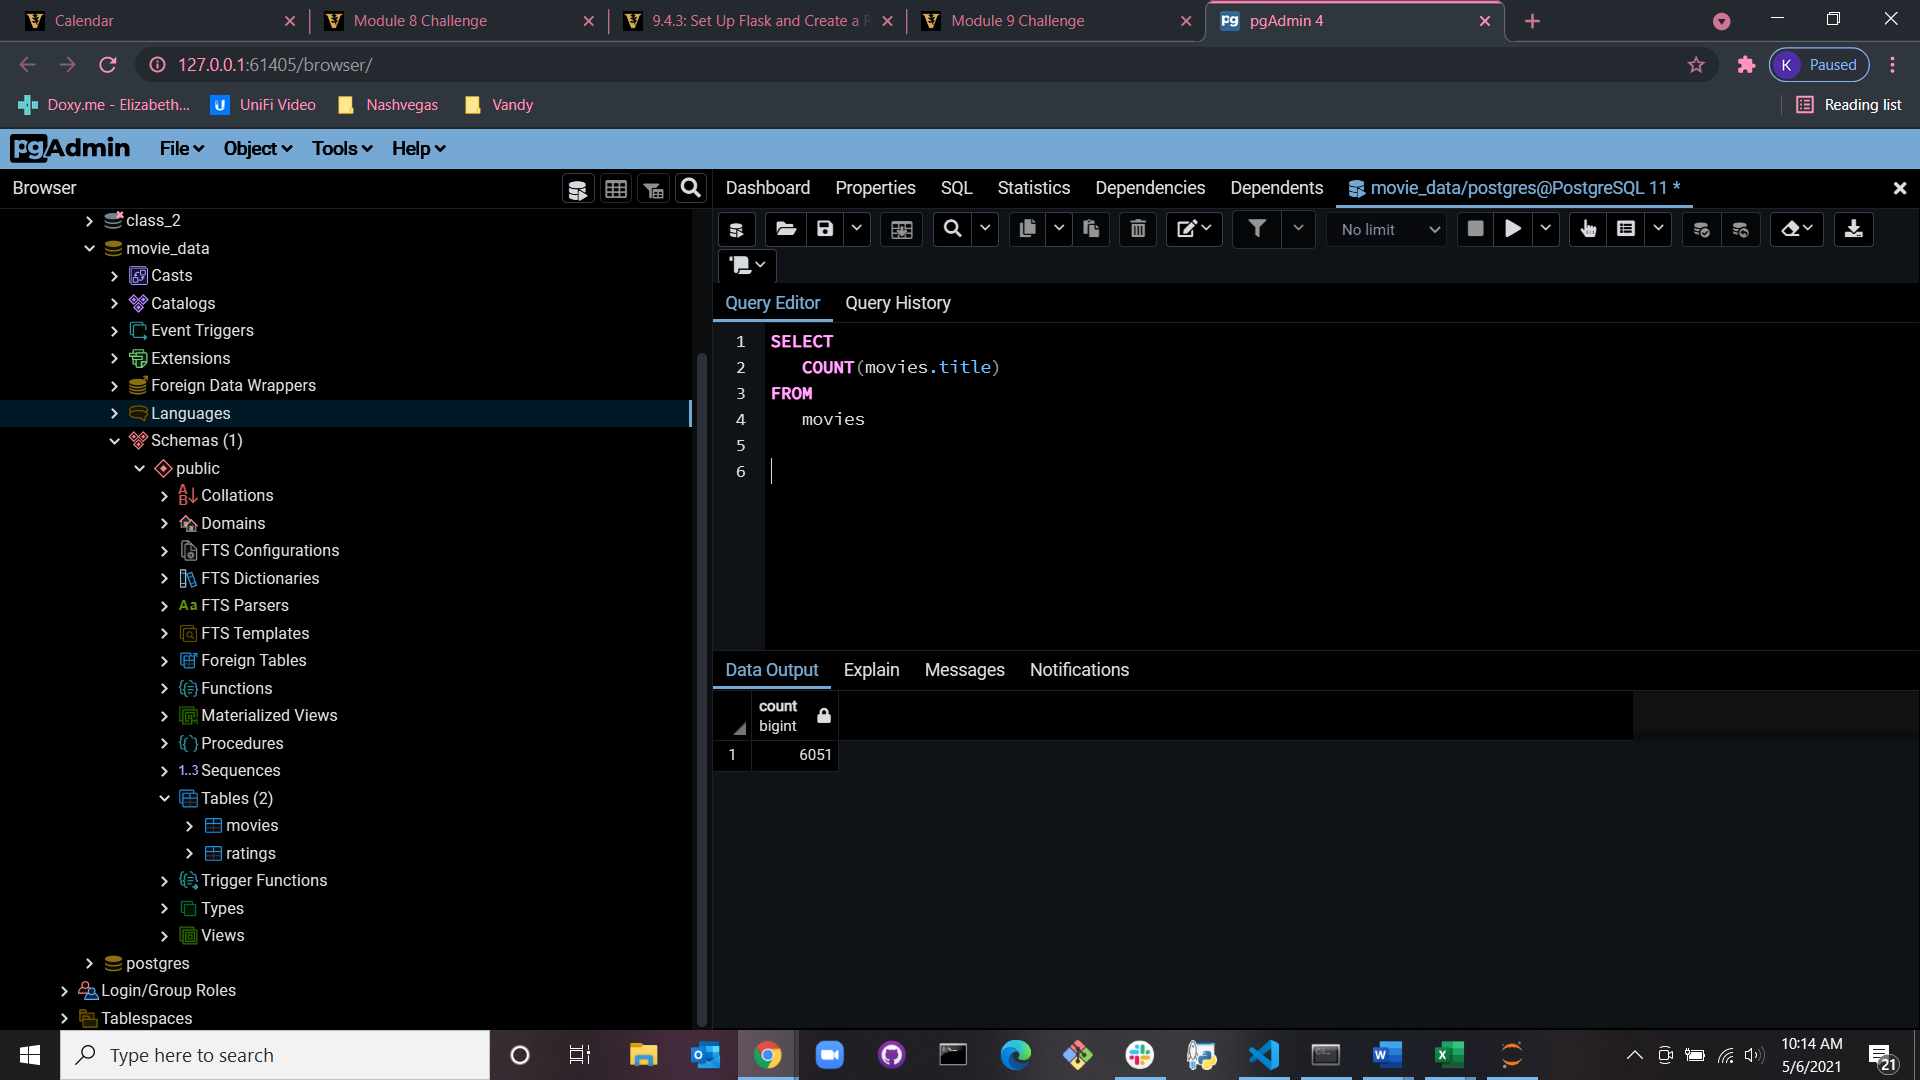 Calendar
Module 8 Challenge
9.4.3: Set Up Flask and Create a R
Module 9 Challenge
pgAdmin 4
127.0.0.1:61405/browser/
K Paused
Doxy.me - Elizabeth...
UniFi Video
Nashvegas
Vandy
Reading list
pgAdmin
File
Object
Tools
Help
Browser
class_2
movie_data
Casts
Catalogs
Event Triggers
Extensions
Foreign Data Wrappers
Languages
Schemas (1)
public
Collations
Domains
FTS Configurations
FTS Dictionaries
Aa FTS Parsers
FTS Templates
Foreign Tables
Functions
Materialized Views
Procedures
1..3 Sequences
Tables (2)
movies
ratings
Trigger Functions
Types
Views
postgres
Login/Group Roles
Tablespaces
Dashboard
Properties
SQL
Statistics
Dependencies
Dependents
movie_data/postgres@PostgreSQL 11 *
No limit
Query Editor
Query History
1 SELECT
2 COUNT(movies.title)
3 FROM
4 movies
5
6
Data Output
Explain
Messages
Notifications
count
bigint
1 6051
Type here to search
10:14 AM
5/6/2021
21